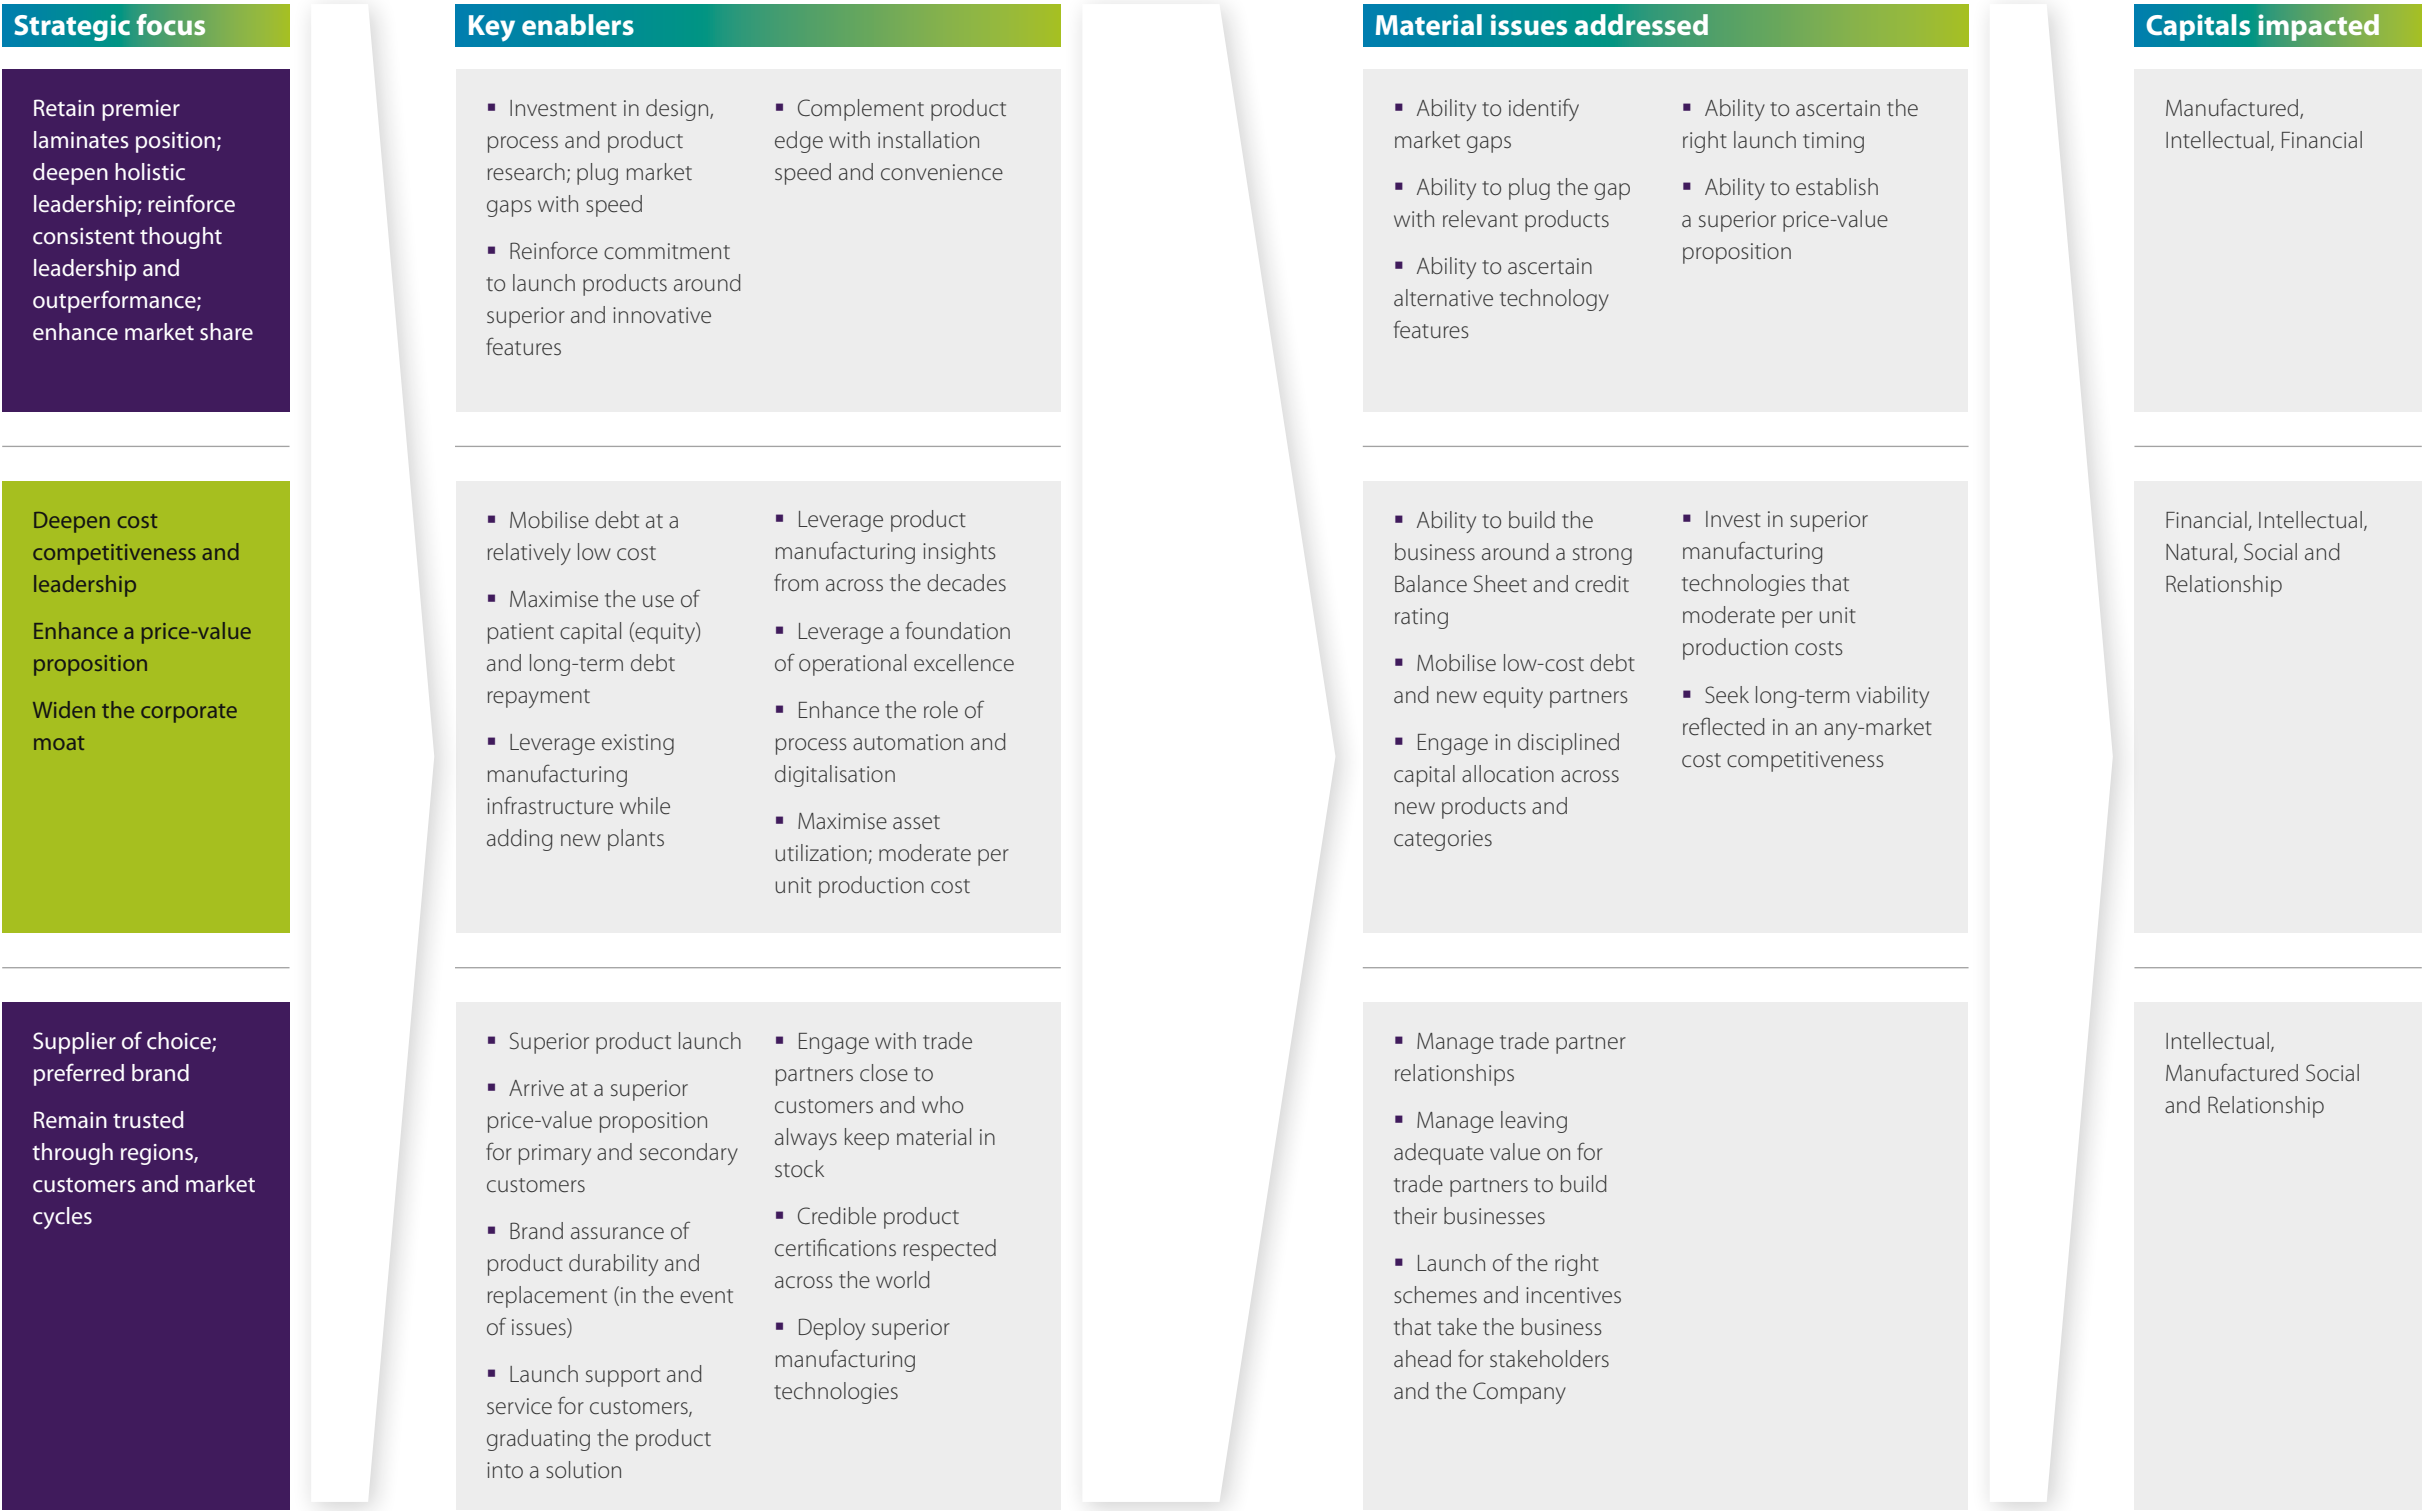 Strategic focus
Key enablers
Material issues addressed
Capitals impacted
Retain premier
laminates position;
deepen holistic
leadership; reinforce
consistent thought
leadership and
outperformance;
enhance market share
▪ Investment in design,
process and product
research; plug market
gaps with speed
▪ Reinforce commitment
to launch products around
superior and innovative
features
▪ Complement product
edge with installation
speed and convenience
▪ Ability to identify
market gaps
▪ Ability to plug the gap
with relevant products
▪ Ability to ascertain
alternative technology
features
▪ Ability to ascertain the
right launch timing
▪ Ability to establish
a superior price-value
proposition
Manufactured,
Intellectual, Financial
Deepen cost
competitiveness and
leadership
Enhance a price-value
proposition
Widen the corporate
moat
▪ Mobilise debt at a
relatively low cost
▪ Maximise the use of
patient capital (equity)
and long-term debt
repayment
▪ Leverage existing
manufacturing
infrastructure while
adding new plants
▪ Leverage product
manufacturing insights
from across the decades
▪ Leverage a foundation
of operational excellence
▪ Enhance the role of
process automation and
digitalisation
▪ Maximise asset
utilization; moderate per
unit production cost
▪ Ability to build the
business around a strong
Balance Sheet and credit
rating
▪ Mobilise low-cost debt
and new equity partners
▪ Engage in disciplined
capital allocation across
new products and
categories
▪ Invest in superior
manufacturing
technologies that
moderate per unit
production costs
▪ Seek long-term viability
reflected in an any-market
cost competitiveness
Financial, Intellectual,
Natural, Social and
Relationship
Supplier of choice;
preferred brand
Remain trusted
through regions,
customers and market
cycles
▪ Superior product launch
▪ Arrive at a superior
price-value proposition
for primary and secondary
customers
▪ Brand assurance of
product durability and
replacement (in the event
of issues)
▪ Launch support and
service for customers,
graduating the product
into a solution
▪ Engage with trade
partners close to
customers and who
always keep material in
stock
▪ Credible product
certifications respected
across the world
▪ Deploy superior
manufacturing
technologies
▪ Manage trade partner
relationships
▪ Manage leaving
adequate value on for
trade partners to build
their businesses
▪ Launch of the right
schemes and incentives
that take the business
ahead for stakeholders
and the Company
Intellectual,
Manufactured Social
and Relationship